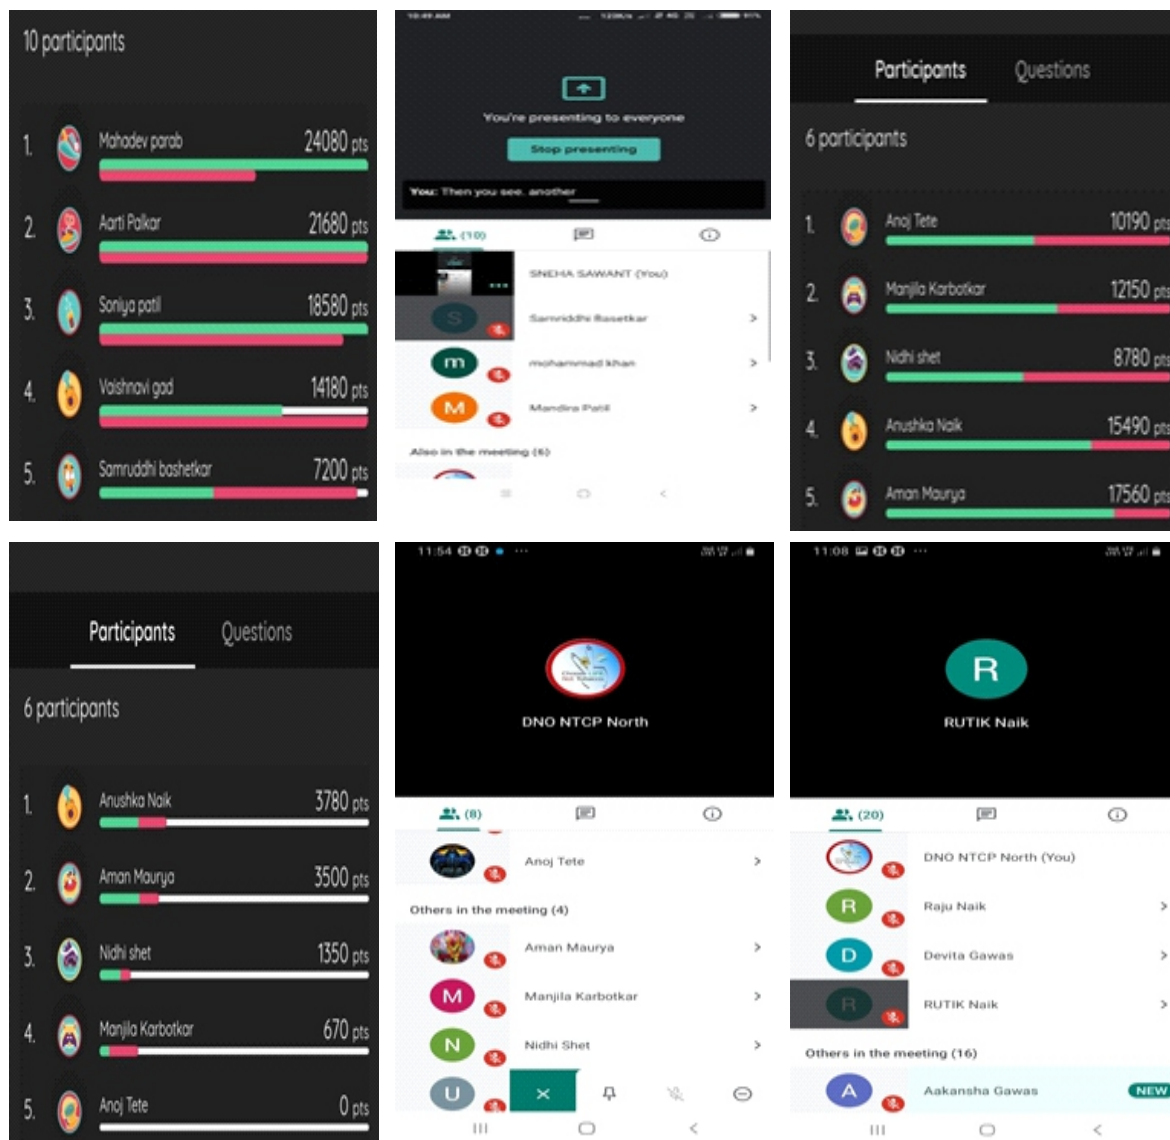 10 participants
1. Mahadev parab 24080 pts
2. Aarti Palkar 21680 pts
3. Soniya patil 18580 pts
4. Vaishnavi gad 14180 pts
5. Samruddhi bashetkar 7200 pts
10:49 AM
You're presenting to everyone
Stop presenting
You: Then you see. another
(10)
SNEHA SAWANT (You)
S Samriddhi Basetkar
m mohammad khan
M Mandira Patil
Also in the meeting (6)
Participants Questions
6 participants
1. Anoj Tete 10190 pts
2. Manjila Karbotkar 12150 pts
3. Nidhi shet 8780 pts
4. Anushka Naik 15490 pts
5. Aman Maurya 17560 pts
Participants Questions
6 participants
1. Anushka Naik 3780 pts
2. Aman Maurya 3500 pts
3. Nidhi shet 1350 pts
4. Manjila Karbotkar 670 pts
5. Anoj Tete 0 pts
11:54
DNO NTCP North
(8)
Anoj Tete
Others in the meeting (4)
Aman Maurya
M Manjila Karbotkar
N Nidhi Shet
U
11:08
R
RUTIK Naik
(20)
DNO NTCP North (You)
R Raju Naik
D Devita Gawas
R RUTIK Naik
Others in the meeting (16)
A Aakansha Gawas NEW